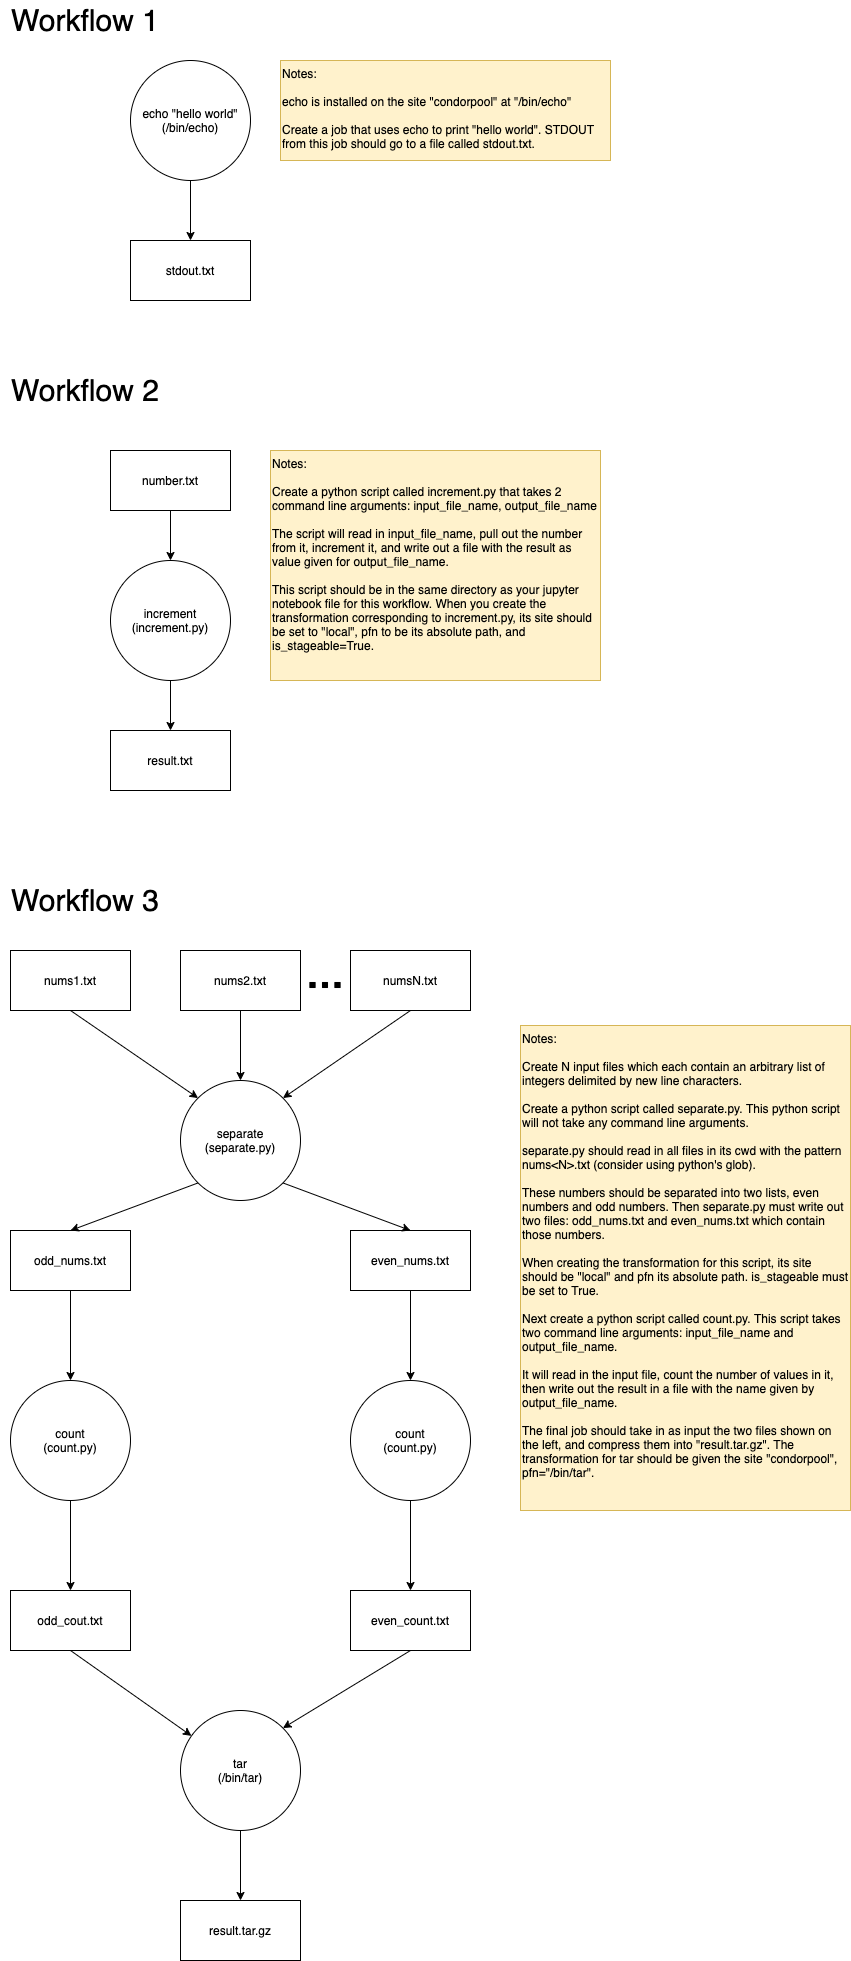 Workflow 1
echo "hello world"
(/bin/echo)
Notes:
echo is installed on the site "condorpool" at "/bin/echo"
Create a job that uses echo to print "hello world". STDOUT
from this job should go to a file called stdout.txt.
stdout.txt
Workflow 2
number.txt
increment
(increment.py)
result.txt
Notes:
Create a python script called increment.py that takes 2
command line arguments: input_file_name, output_file_name
The script will read in input_file_name, pull out the number
from it, increment it, and write out a file with the result as
value given for output_file_name.
This script should be in the same directory as your jupyter
notebook file for this workflow. When you create the
transformation corresponding to increment.py, its site should
be set to "local", pfn to be its absolute path, and
is_stageable=True.
Workflow 3
nums1.txt
nums2.txt
...
numsN.txt
separate
(separate.py)
odd_nums.txt
even_nums.txt
count
(count.py)
count
(count.py)
odd_cout.txt
even_count.txt
tar
(/bin/tar)
result.tar.gz
Notes:
Create N input files which each contain an arbitrary list of
integers delimited by new line characters.
Create a python script called separate.py. This python script
will not take any command line arguments.
separate.py should read in all files in its cwd with the pattern
nums<N>.txt (consider using python's glob).
These numbers should be separated into two lists, even
numbers and odd numbers. Then separate.py must write out
two files: odd_nums.txt and even_nums.txt which contain
those numbers.
When creating the transformation for this script, its site
should be "local" and pfn its absolute path. is_stageable must
be set to True.
Next create a python script called count.py. This script takes
two command line arguments: input_file_name and
output_file_name.
It will read in the input file, count the number of values in it,
then write out the result in a file with the name given by
output_file_name.
The final job should take in as input the two files shown on
the left, and compress them into "result.tar.gz". The
transformation for tar should be given the site "condorpool",
pfn="/bin/tar".